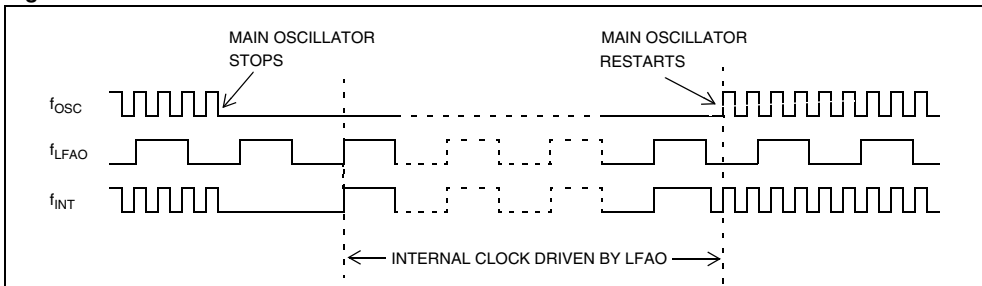 MAIN OSCILLATOR
STOPS
MAIN OSCILLATOR
RESTARTS
fOSC
fLFAO
fINT
INTERNAL CLOCK DRIVEN BY LFAO